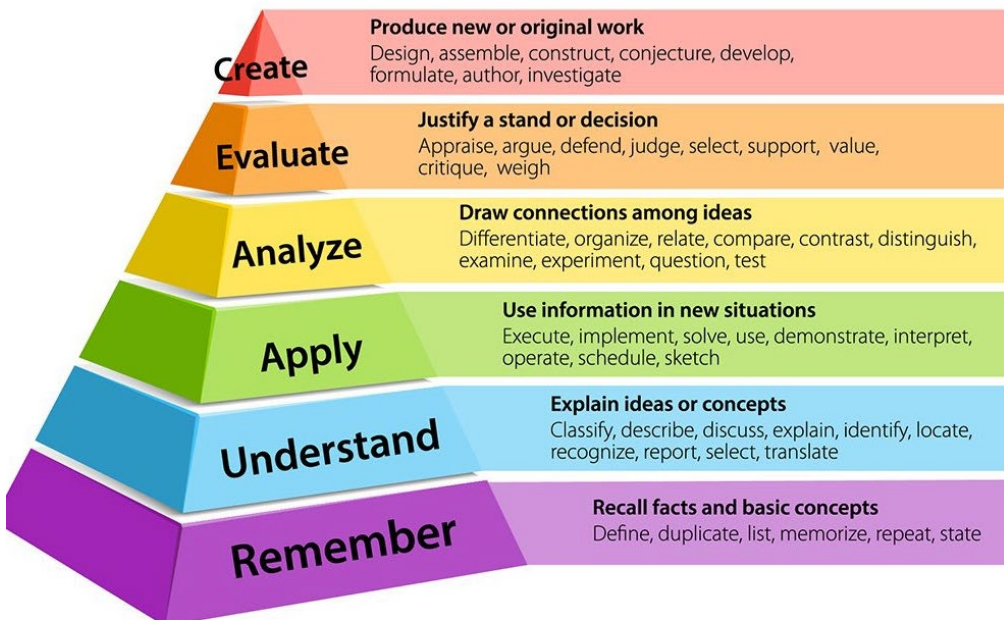 Create
Produce new or original work
Design, assemble, construct, conjecture, develop,
formulate, author, investigate
Evaluate
Justify a stand or decision
Appraise, argue, defend, judge, select, support, value,
critique, weigh
Analyze
Draw connections among ideas
Differentiate, organize, relate, compare, contrast, distinguish,
examine, experiment, question, test
Apply
Use information in new situations
Execute, implement, solve, use, demonstrate, interpret,
operate, schedule, sketch
Understand
Explain ideas or concepts
Classify, describe, discuss, explain, identify, locate,
recognize, report, select, translate
Remember
Recall facts and basic concepts
Define, duplicate, list, memorize, repeat, state